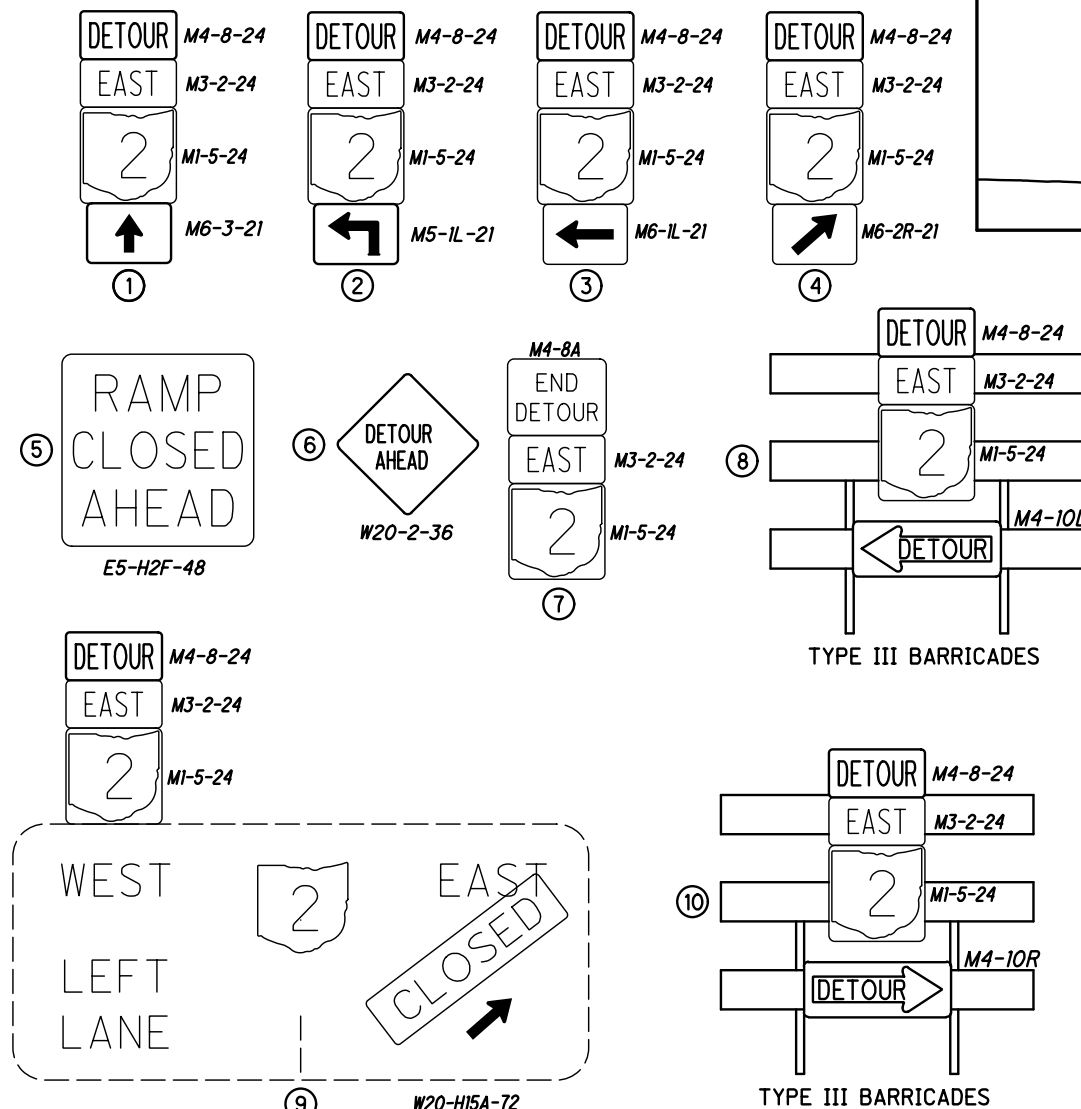 DETOUR M4-8-24
EAST M3-2-24
2 M1-5-24
M6-3-21
1
DETOUR M4-8-24
EAST M3-2-24
2 M1-5-24
M5-1L-21
2
DETOUR M4-8-24
EAST M3-2-24
2 M1-5-24
M6-1L-21
3
DETOUR M4-8-24
EAST M3-2-24
2 M1-5-24
M6-2R-21
4
5
RAMP
CLOSED
AHEAD
E5-H2F-48
6
DETOUR
AHEAD
W20-2-36
M4-8A
END
DETOUR
EAST M3-2-24
2 M1-5-24
7
DETOUR M4-8-24
EAST M3-2-24
8
2 M1-5-24
M4-10L
DETOUR
TYPE III BARRICADES
DETOUR M4-8-24
EAST M3-2-24
2 M1-5-24
WEST 2 EAST
CLOSED
LEFT
LANE
9 W20-H15A-72
DETOUR M4-8-24
EAST M3-2-24
10
2 M1-5-24
M4-10R
DETOUR
TYPE III BARRICADES